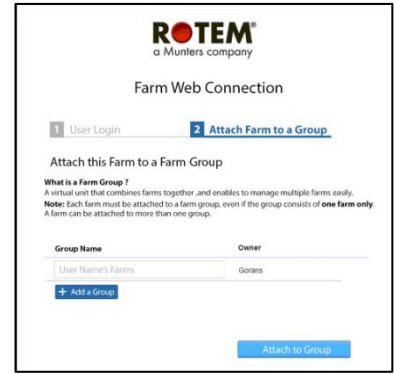 ROTEM®
a Munters company
Farm Web Connection
1 User Login
2 Attach Farm to a Group
Attach this Farm to a Farm Group
What is a Farm Group ?
A virtual unit that combines farms together ,and enables to manage multiple farms easily.
Note: Each farm must be attached to a farm group, even if the group consists of one farm only.
A farm can be attached to more than one group.
Group Name Owner
User Name's Farms Gorans
+ Add a Group
Attach to Group